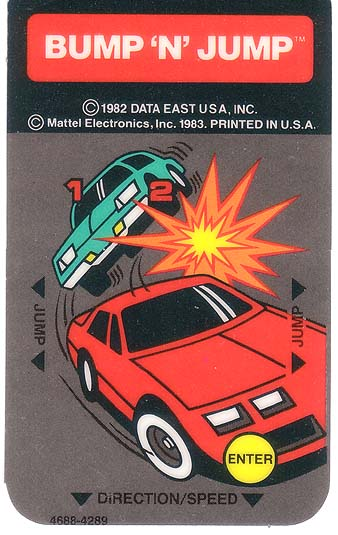 BUMP 'N' JUMP™
© 1982 DATA EAST USA, INC.
© Mattel Electronics, Inc. 1983. PRINTED IN U.S.A.
1 2
JUMP
JUMP
ENTER
DIRECTION/SPEED
4688-4289